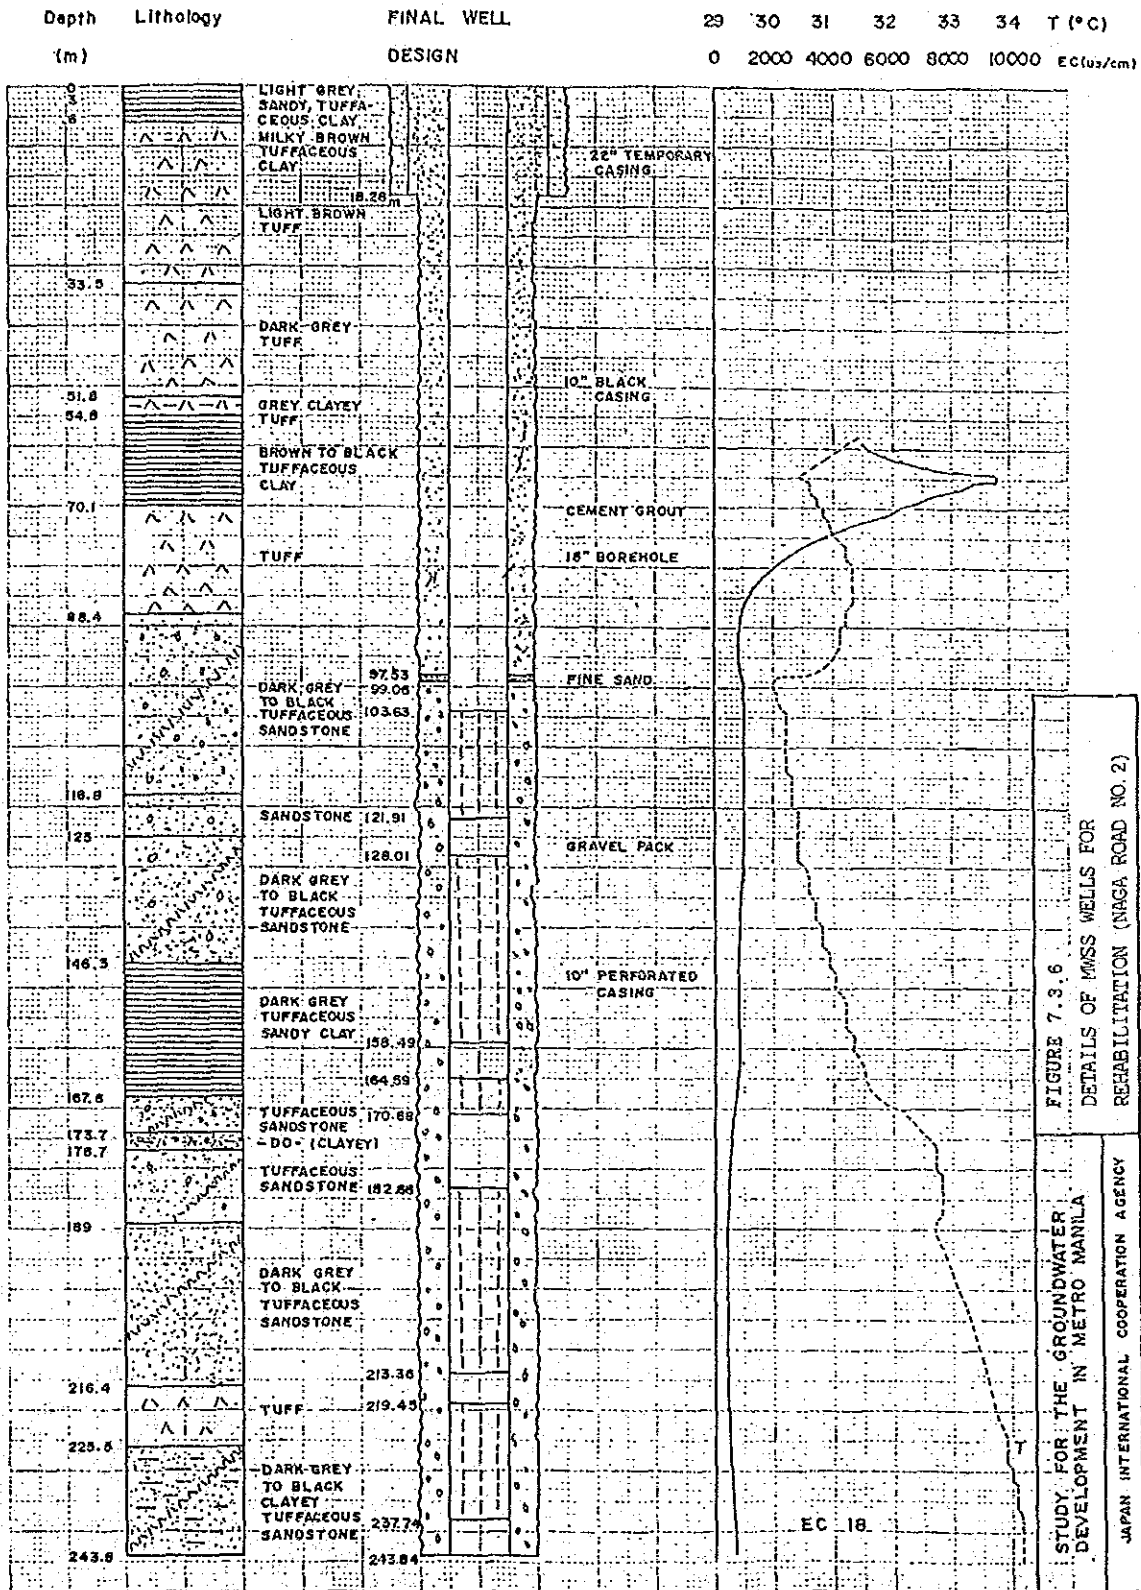 Depth Lithology FINAL WELL 29 30 31 32 33 34 T (°C)
(m) DESIGN 0 2000 4000 6000 8000 10000 EC(us/cm)
0
3
6
LIGHT GREY,
SANDY, TUFFA-
CEOUS CLAY
MILKY BROWN
TUFFACEOUS
CLAY
22" TEMPORARY
CASING
18.28m
LIGHT BROWN
TUFF
33.5
DARK GREY
TUFF
10" BLACK
CASING
51.8
54.8
GREY CLAYEY
TUFF
BROWN TO BLACK
TUFFACEOUS
CLAY
70.1
CEMENT GROUT
TUFF
18" BOREHOLE
88.4
97.53
99.06
FINE SAND
DARK GREY
TO BLACK
TUFFACEOUS 103.63
SANDSTONE
118.8
SANDSTONE 121.91
125
GRAVEL PACK
128.01
DARK GREY
TO BLACK
TUFFACEOUS
SANDSTONE
146.3
10" PERFORATED
CASING
DARK GREY
TUFFACEOUS
SANDY CLAY
158.49
164.59
167.6
TUFFACEOUS 170.68
SANDSTONE
173.7
-DO- (CLAYEY)
176.7
TUFFACEOUS
SANDSTONE 182.88
189
DARK GREY
TO BLACK
TUFFACEOUS
SANDSTONE
213.36
216.4
TUFF 219.45
225.5
T
DARK GREY
TO BLACK
CLAYEY
TUFFACEOUS
SANDSTONE
237.74
EC 18
243.8
243.84
FIGURE 7.3.6
DETAILS OF MWSS WELLS FOR
REHABILITATION (NAGA ROAD NO. 2)
STUDY FOR THE GROUNDWATER
DEVELOPMENT IN METRO MANILA
JAPAN INTERNATIONAL COOPERATION AGENCY